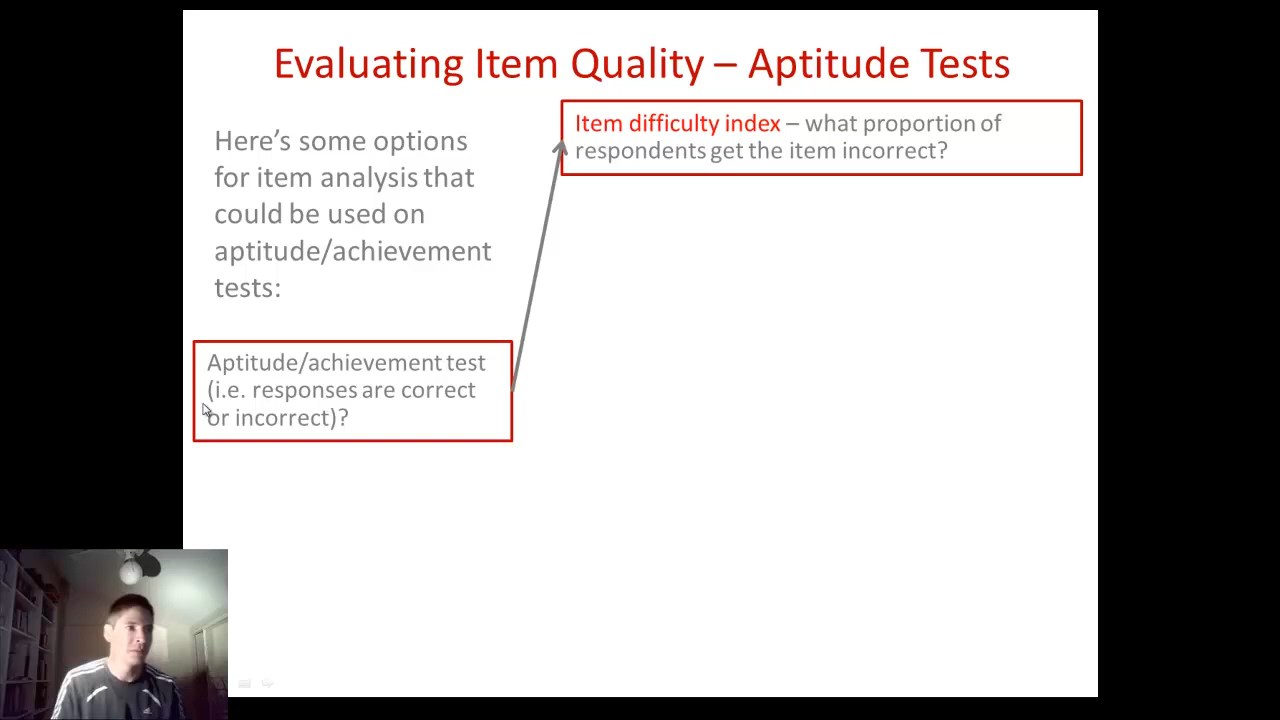 Evaluating Item Quality – Aptitude Tests
Here's some options
for item analysis that
could be used on
aptitude/achievement
tests:
Item difficulty index – what proportion of
respondents get the item incorrect?
Aptitude/achievement test
(i.e. responses are correct
or incorrect)?